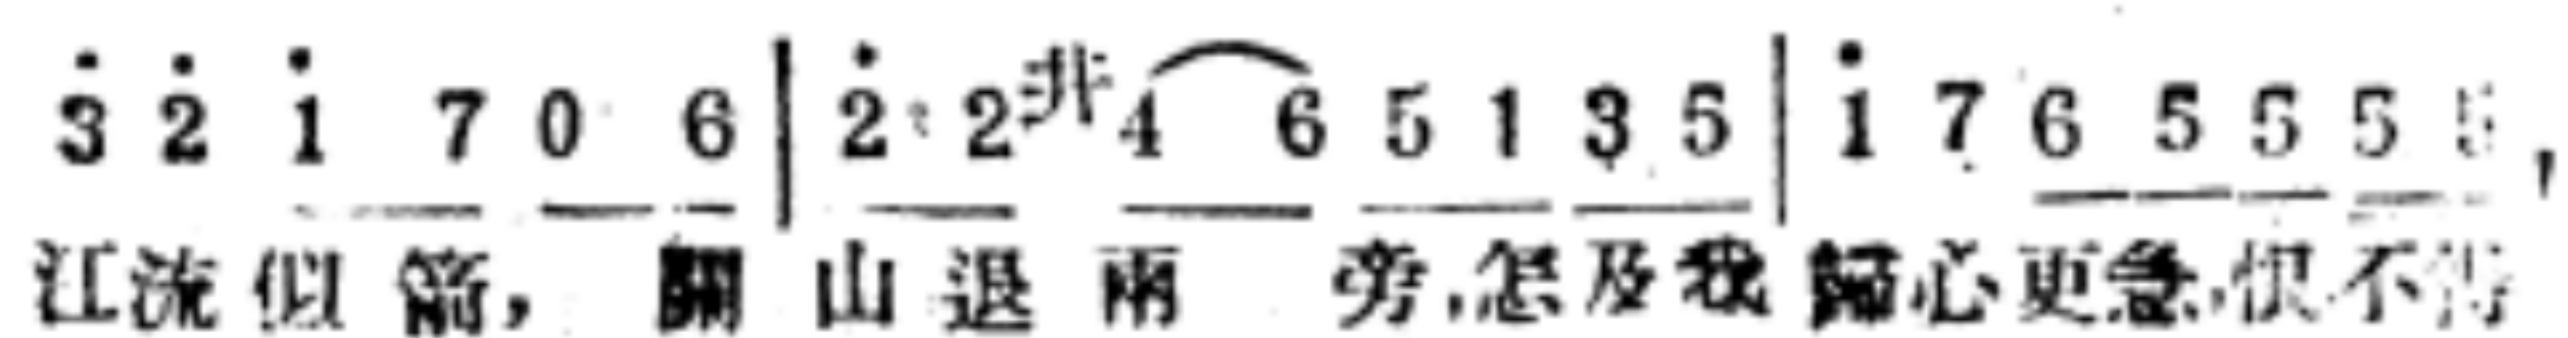 3̇ 2̇ 1̇ 7 0 6 | 2̇ 2 #4 6 5 1 3 5 | 1̇ 7 6 5 5 5 5 ,
江流似箭，關山退兩旁，怎及我歸心更急，恨不得